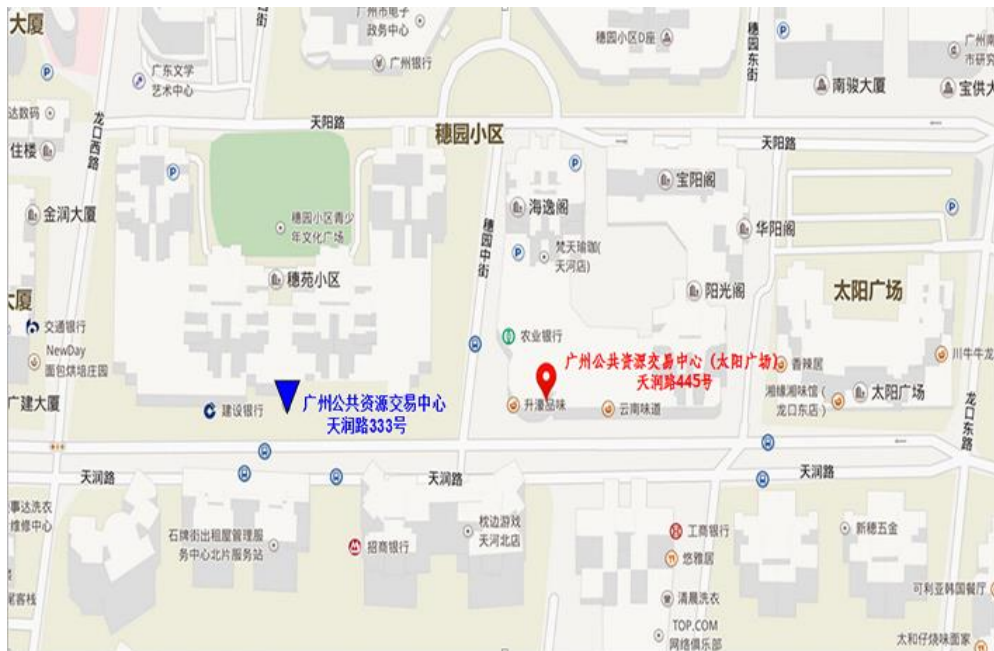 大厦
街
广州市电子
政务中心
广州银行
穗园小区D座
穗园东街
广州南
市研究
南骏大厦
宝供大
广东文学
艺术中心
达数码
住楼
龙口西路
天阳路
穗园小区
天阳路
金润大厦
穗园小区青少
年文化广场
穗苑小区
穗园中街
海逸阁
梵天瑜珈(
天河店)
宝阳阁
华阳阁
阳光阁
太阳广场
大厦
交通银行
NewDay
面包烘培庄园
广建大厦
农业银行
广州公共资源交易中心（太阳广场）
天润路445号
香辣居
川牛牛龙
湘缘湘味馆（
龙口东店）
太阳广场
龙口东路
建设银行
广州公共资源交易中心
天润路333号
升濠品味
云南味道
天润路
天润路
天润路
事达洗衣
维修中心
石牌街出租屋管理服
务中心北片服务站
招商银行
枕边游戏
天河北店
工商银行
悠雅居
新穗五金
清晨洗衣
TOP.COM
网络俱乐部
可利亚韩国餐厅
太和仔烧味面家
客栈